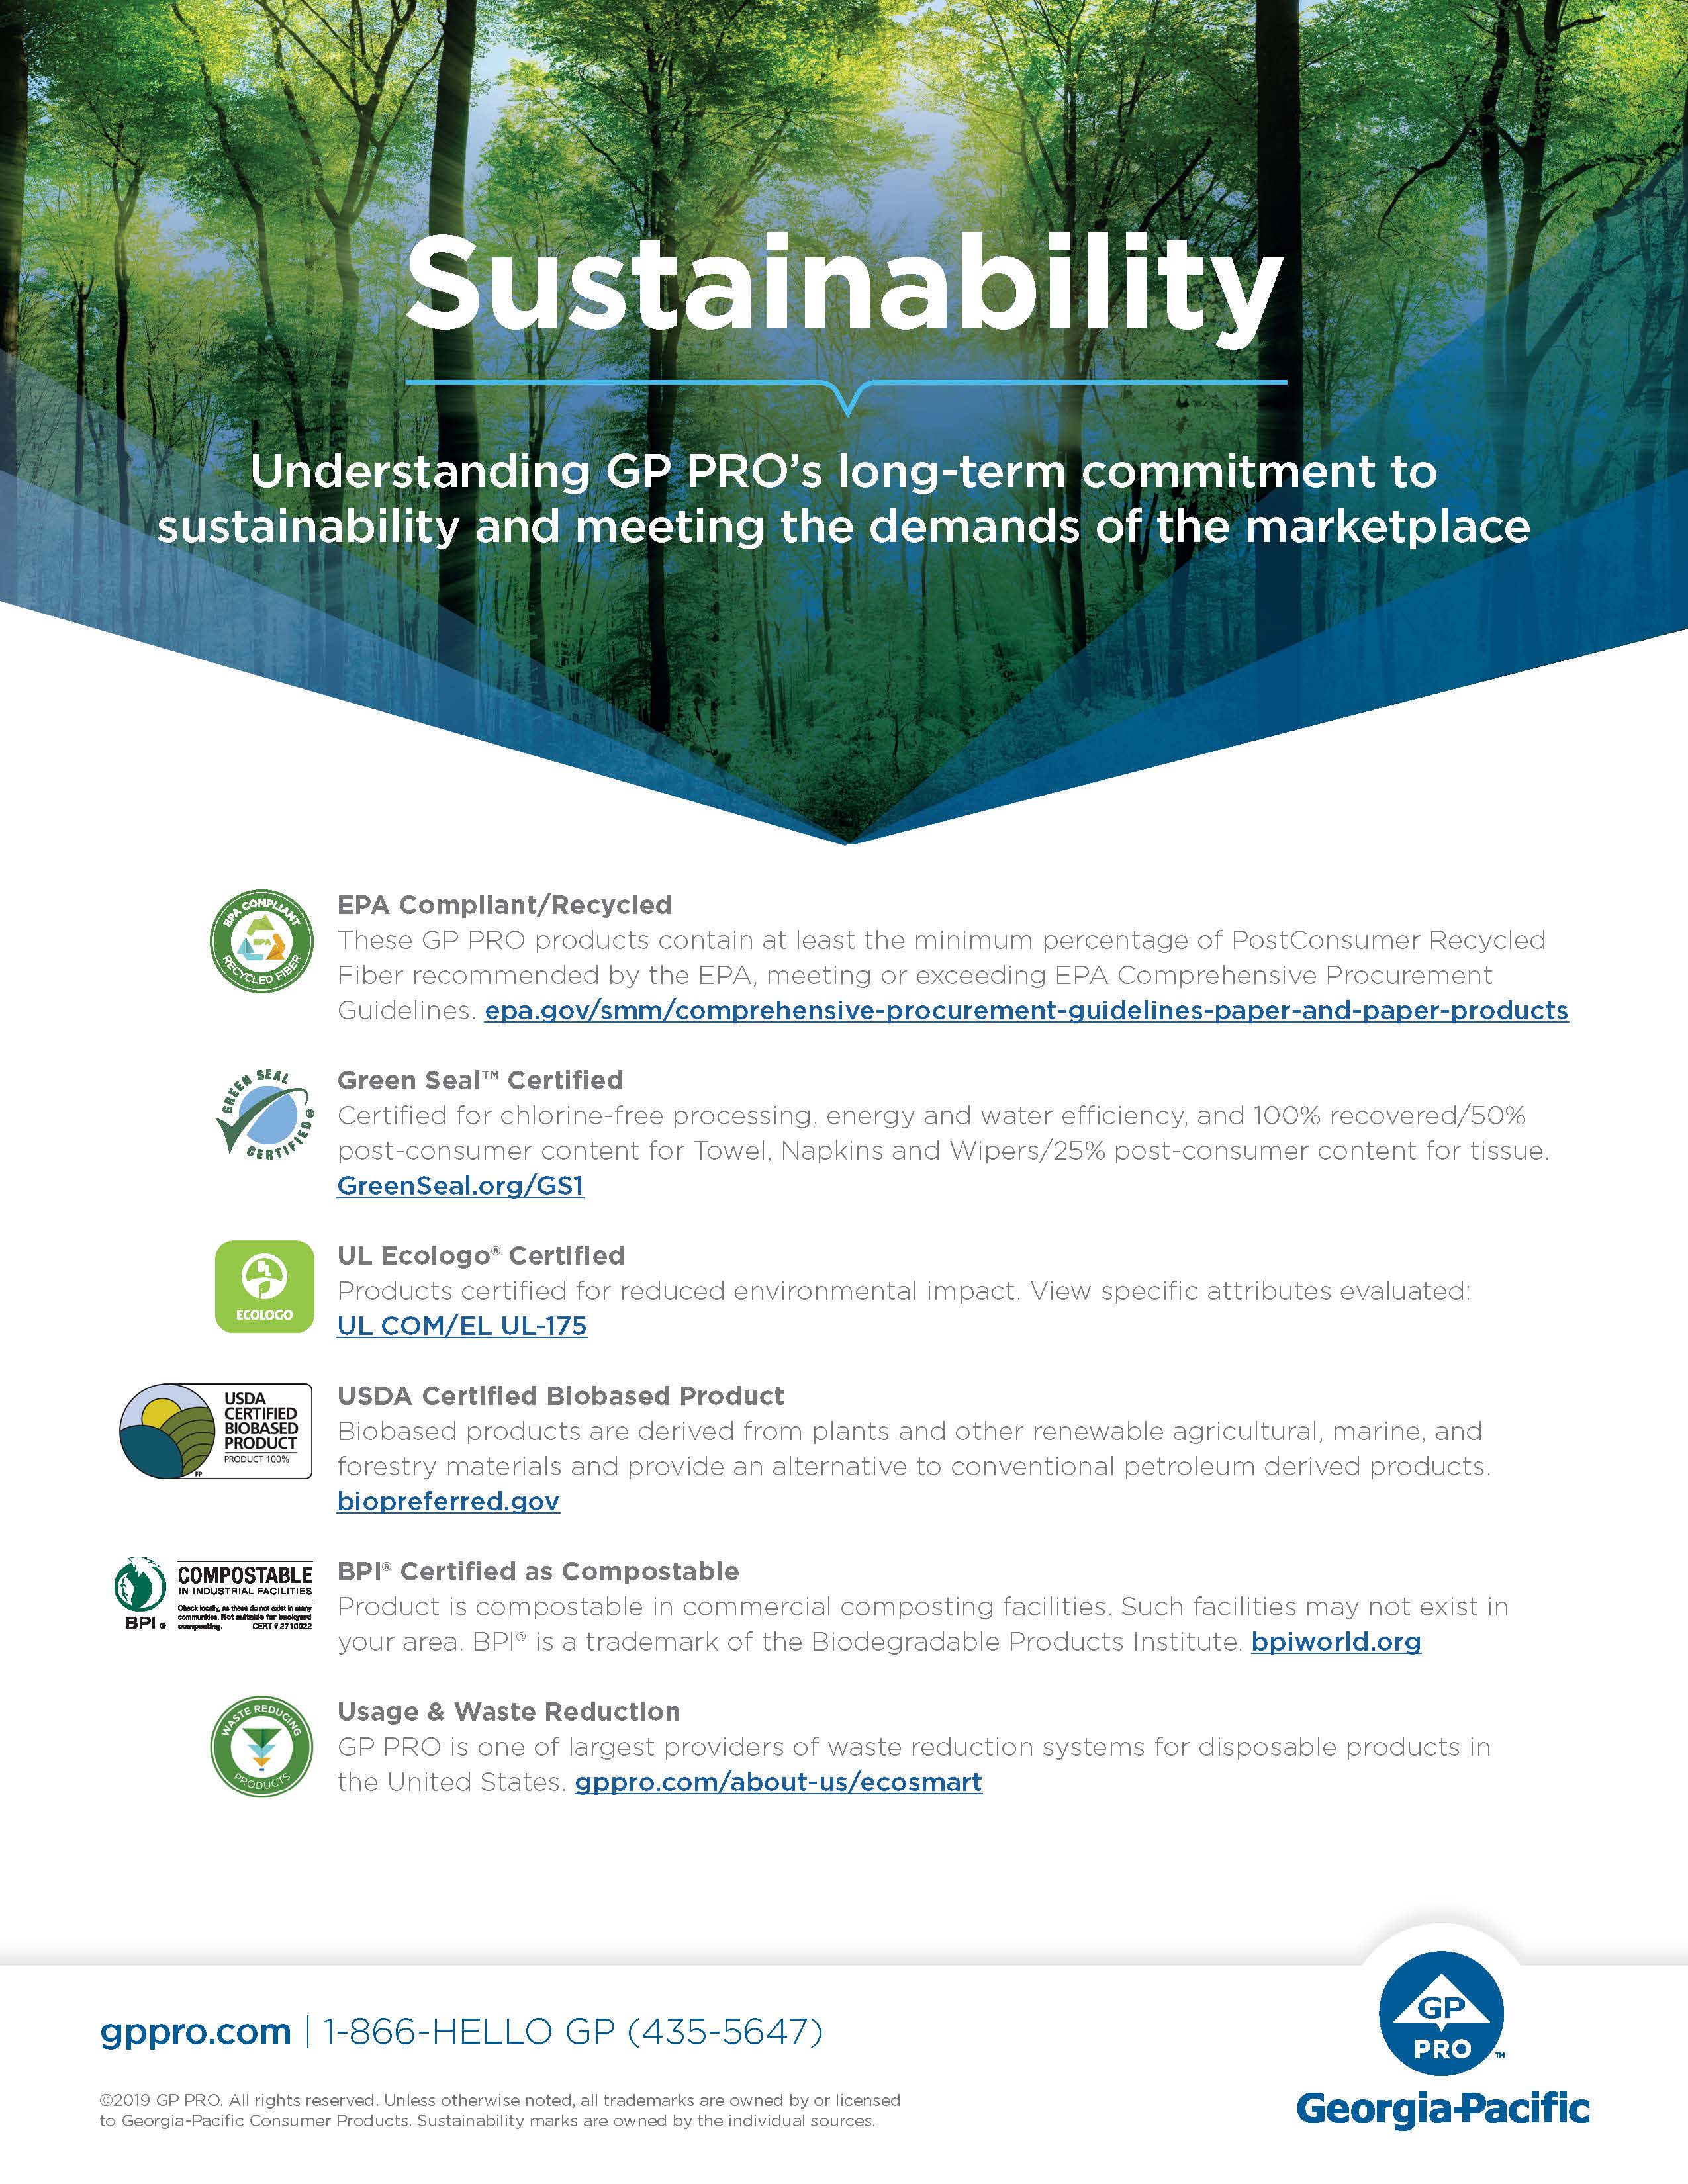 Sustainability
Understanding GP PRO's long-term commitment to
sustainability and meeting the demands of the marketplace
EPA COMPLIANT
EPA
RECYCLED FIBER
EPA Compliant/Recycled
These GP PRO products contain at least the minimum percentage of PostConsumer Recycled
Fiber recommended by the EPA, meeting or exceeding EPA Comprehensive Procurement
Guidelines. epa.gov/smm/comprehensive-procurement-guidelines-paper-and-paper-products
GREEN SEAL
CERTIFIED ®
Green Seal™ Certified
Certified for chlorine-free processing, energy and water efficiency, and 100% recovered/50%
post-consumer content for Towel, Napkins and Wipers/25% post-consumer content for tissue.
GreenSeal.org/GS1
UL
ECOLOGO
UL Ecologo® Certified
Products certified for reduced environmental impact. View specific attributes evaluated:
UL COM/EL UL-175
USDA
CERTIFIED
BIOBASED
PRODUCT
PRODUCT 100%
FP
USDA Certified Biobased Product
Biobased products are derived from plants and other renewable agricultural, marine, and
forestry materials and provide an alternative to conventional petroleum derived products.
biopreferred.gov
BPI ®
COMPOSTABLE
IN INDUSTRIAL FACILITIES
Check locally, as these do not exist in many
communities. Not suitable for backyard
composting. CERT # 2710022
BPI® Certified as Compostable
Product is compostable in commercial composting facilities. Such facilities may not exist in
your area. BPI® is a trademark of the Biodegradable Products Institute. bpiworld.org
WASTE REDUCING
PRODUCTS
Usage & Waste Reduction
GP PRO is one of largest providers of waste reduction systems for disposable products in
the United States. gppro.com/about-us/ecosmart
gppro.com | 1-866-HELLO GP (435-5647)
©2019 GP PRO. All rights reserved. Unless otherwise noted, all trademarks are owned by or licensed
to Georgia-Pacific Consumer Products. Sustainability marks are owned by the individual sources.
GP
PRO ™
Georgia-Pacific